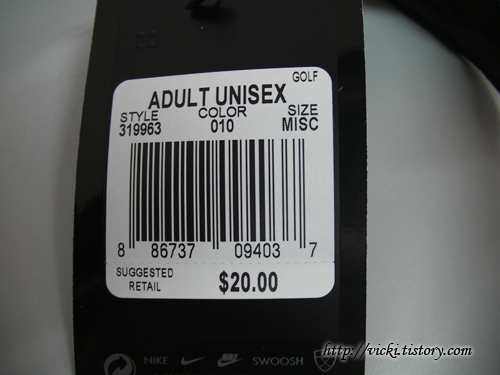 GOLF
ADULT UNISEX
STYLE COLOR SIZE
319963 010 MISC
8 86737 09403 7
SUGGESTED
RETAIL $20.00
NIKE NIKE SWOOSH
http://vicki.tistory.com/